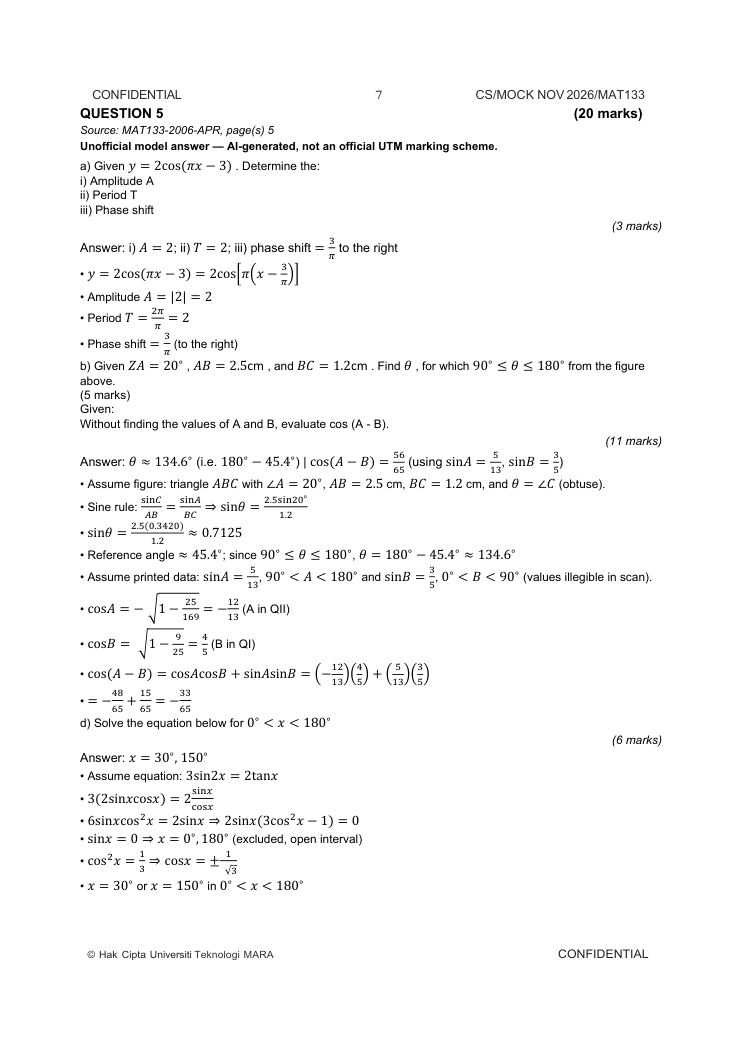 CONFIDENTIAL 7 CS/MOCK NOV 2026/MAT133
QUESTION 5 (20 marks)
Source: MAT133-2006-APR, page(s) 5
Unofficial model answer — AI-generated, not an official UTM marking scheme.
a) Given y = 2cos(πx − 3) . Determine the:
i) Amplitude A
ii) Period T
iii) Phase shift
(3 marks)
Answer: i) A = 2; ii) T = 2; iii) phase shift = 3/π to the right
• y = 2cos(πx − 3) = 2cos[π(x − 3/π)]
• Amplitude A = |2| = 2
• Period T = 2π/π = 2
• Phase shift = 3/π (to the right)
b) Given ZA = 20° , AB = 2.5cm , and BC = 1.2cm . Find θ , for which 90° ≤ θ ≤ 180° from the figure
above.
(5 marks)
Given:
Without finding the values of A and B, evaluate cos (A - B).
(11 marks)
Answer: θ ≈ 134.6° (i.e. 180° − 45.4°) | cos(A − B) = 56/65 (using sinA = 5/13, sinB = 3/5)
• Assume figure: triangle ABC with ∠A = 20°, AB = 2.5 cm, BC = 1.2 cm, and θ = ∠C (obtuse).
• Sine rule: sinC/AB = sinA/BC ⇒ sinθ = 2.5sin20°/1.2
• sinθ = 2.5(0.3420)/1.2 ≈ 0.7125
• Reference angle ≈ 45.4°; since 90° ≤ θ ≤ 180°, θ = 180° − 45.4° ≈ 134.6°
• Assume printed data: sinA = 5/13, 90° < A < 180° and sinB = 3/5, 0° < B < 90° (values illegible in scan).
• cosA = − √(1 − 25/169) = −12/13 (A in QII)
• cosB = √(1 − 9/25) = 4/5 (B in QI)
• cos(A − B) = cosAcosB + sinAsinB = (−12/13)(4/5) + (5/13)(3/5)
• = −48/65 + 15/65 = −33/65
d) Solve the equation below for 0° < x < 180°
(6 marks)
Answer: x = 30°, 150°
• Assume equation: 3sin2x = 2tanx
• 3(2sinxcosx) = 2 sinx/cosx
• 6sinxcos²x = 2sinx ⇒ 2sinx(3cos²x − 1) = 0
• sinx = 0 ⇒ x = 0°, 180° (excluded, open interval)
• cos²x = 1/3 ⇒ cosx = ± 1/√3
• x = 30° or x = 150° in 0° < x < 180°
© Hak Cipta Universiti Teknologi MARA CONFIDENTIAL